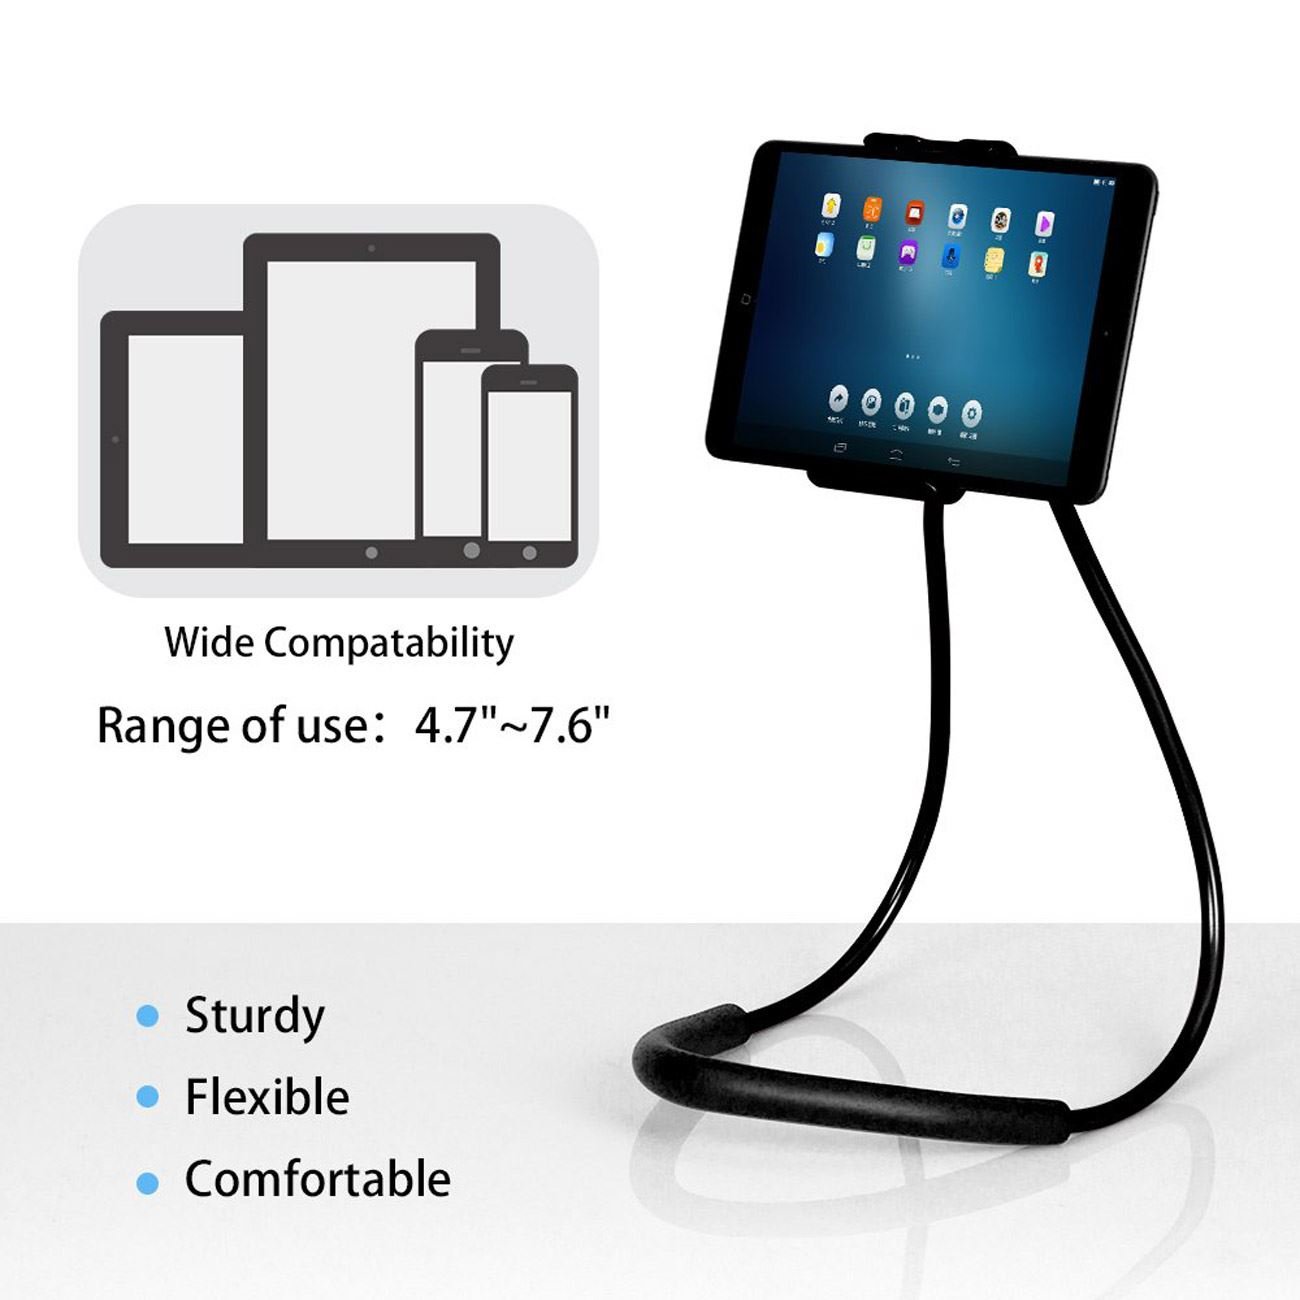 Wide Compatability
Range of use： 4.7"~7.6"
Sturdy
Flexible
Comfortable